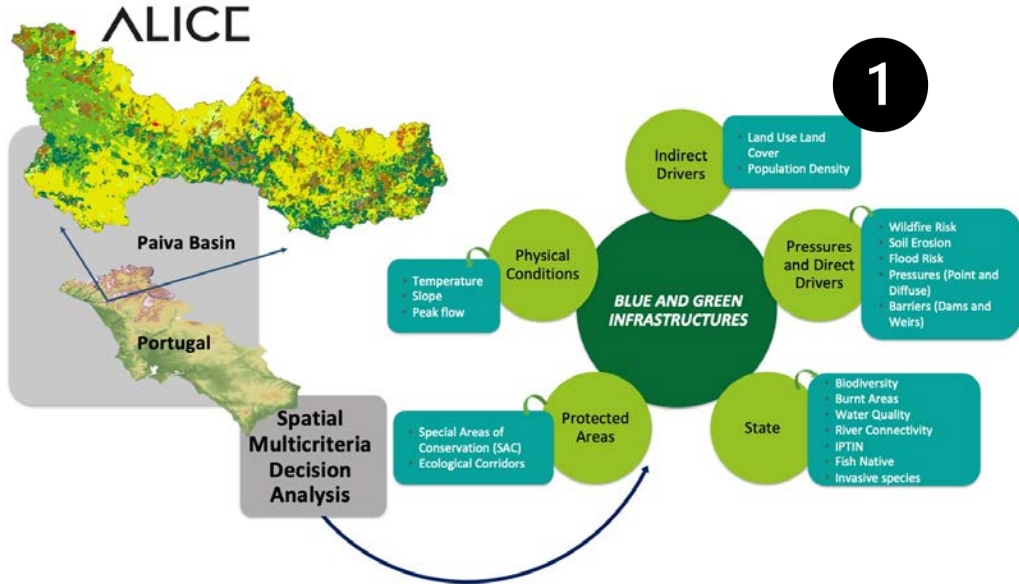 ALICE
1
Paiva Basin
Portugal
Spatial
Multicriteria
Decision
Analysis
BLUE AND GREEN
INFRASTRUCTURES
Indirect
Drivers
• Land Use Land
Cover
• Population Density
Pressures
and Direct
Drivers
• Wildfire Risk
• Soil Erosion
• Flood Risk
• Pressures (Point and
Diffuse)
• Barriers (Dams and
Weirs)
State
• Biodiversity
• Burnt Areas
• Water Quality
• River Connectivity
• IPTIN
• Fish Native
• Invasive species
Protected
Areas
• Special Areas of
Conservation (SAC)
• Ecological Corridors
Physical
Conditions
• Temperature
• Slope
• Peak flow